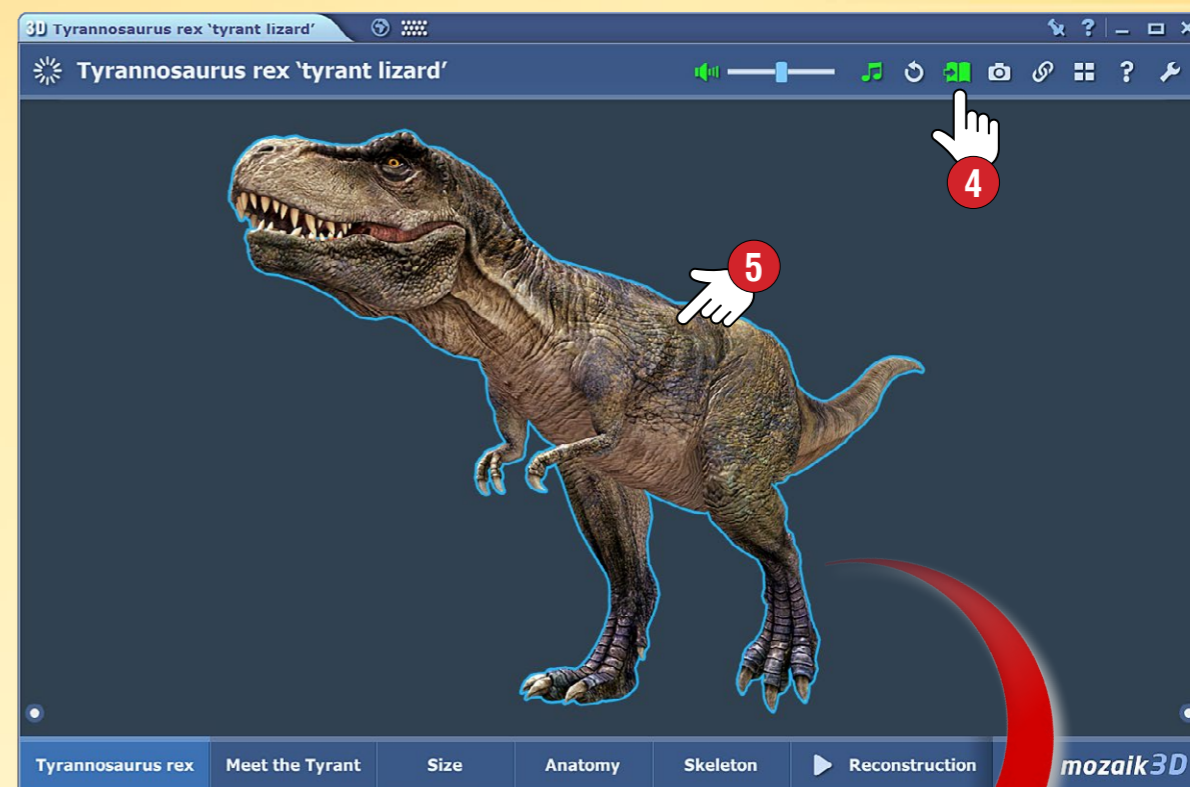 3D Tyrannosaurus rex ‘tyrant lizard’
Tyrannosaurus rex ‘tyrant lizard’
4
5
Tyrannosaurus rex Meet the Tyrant Size Anatomy Skeleton Reconstruction mozaik3D